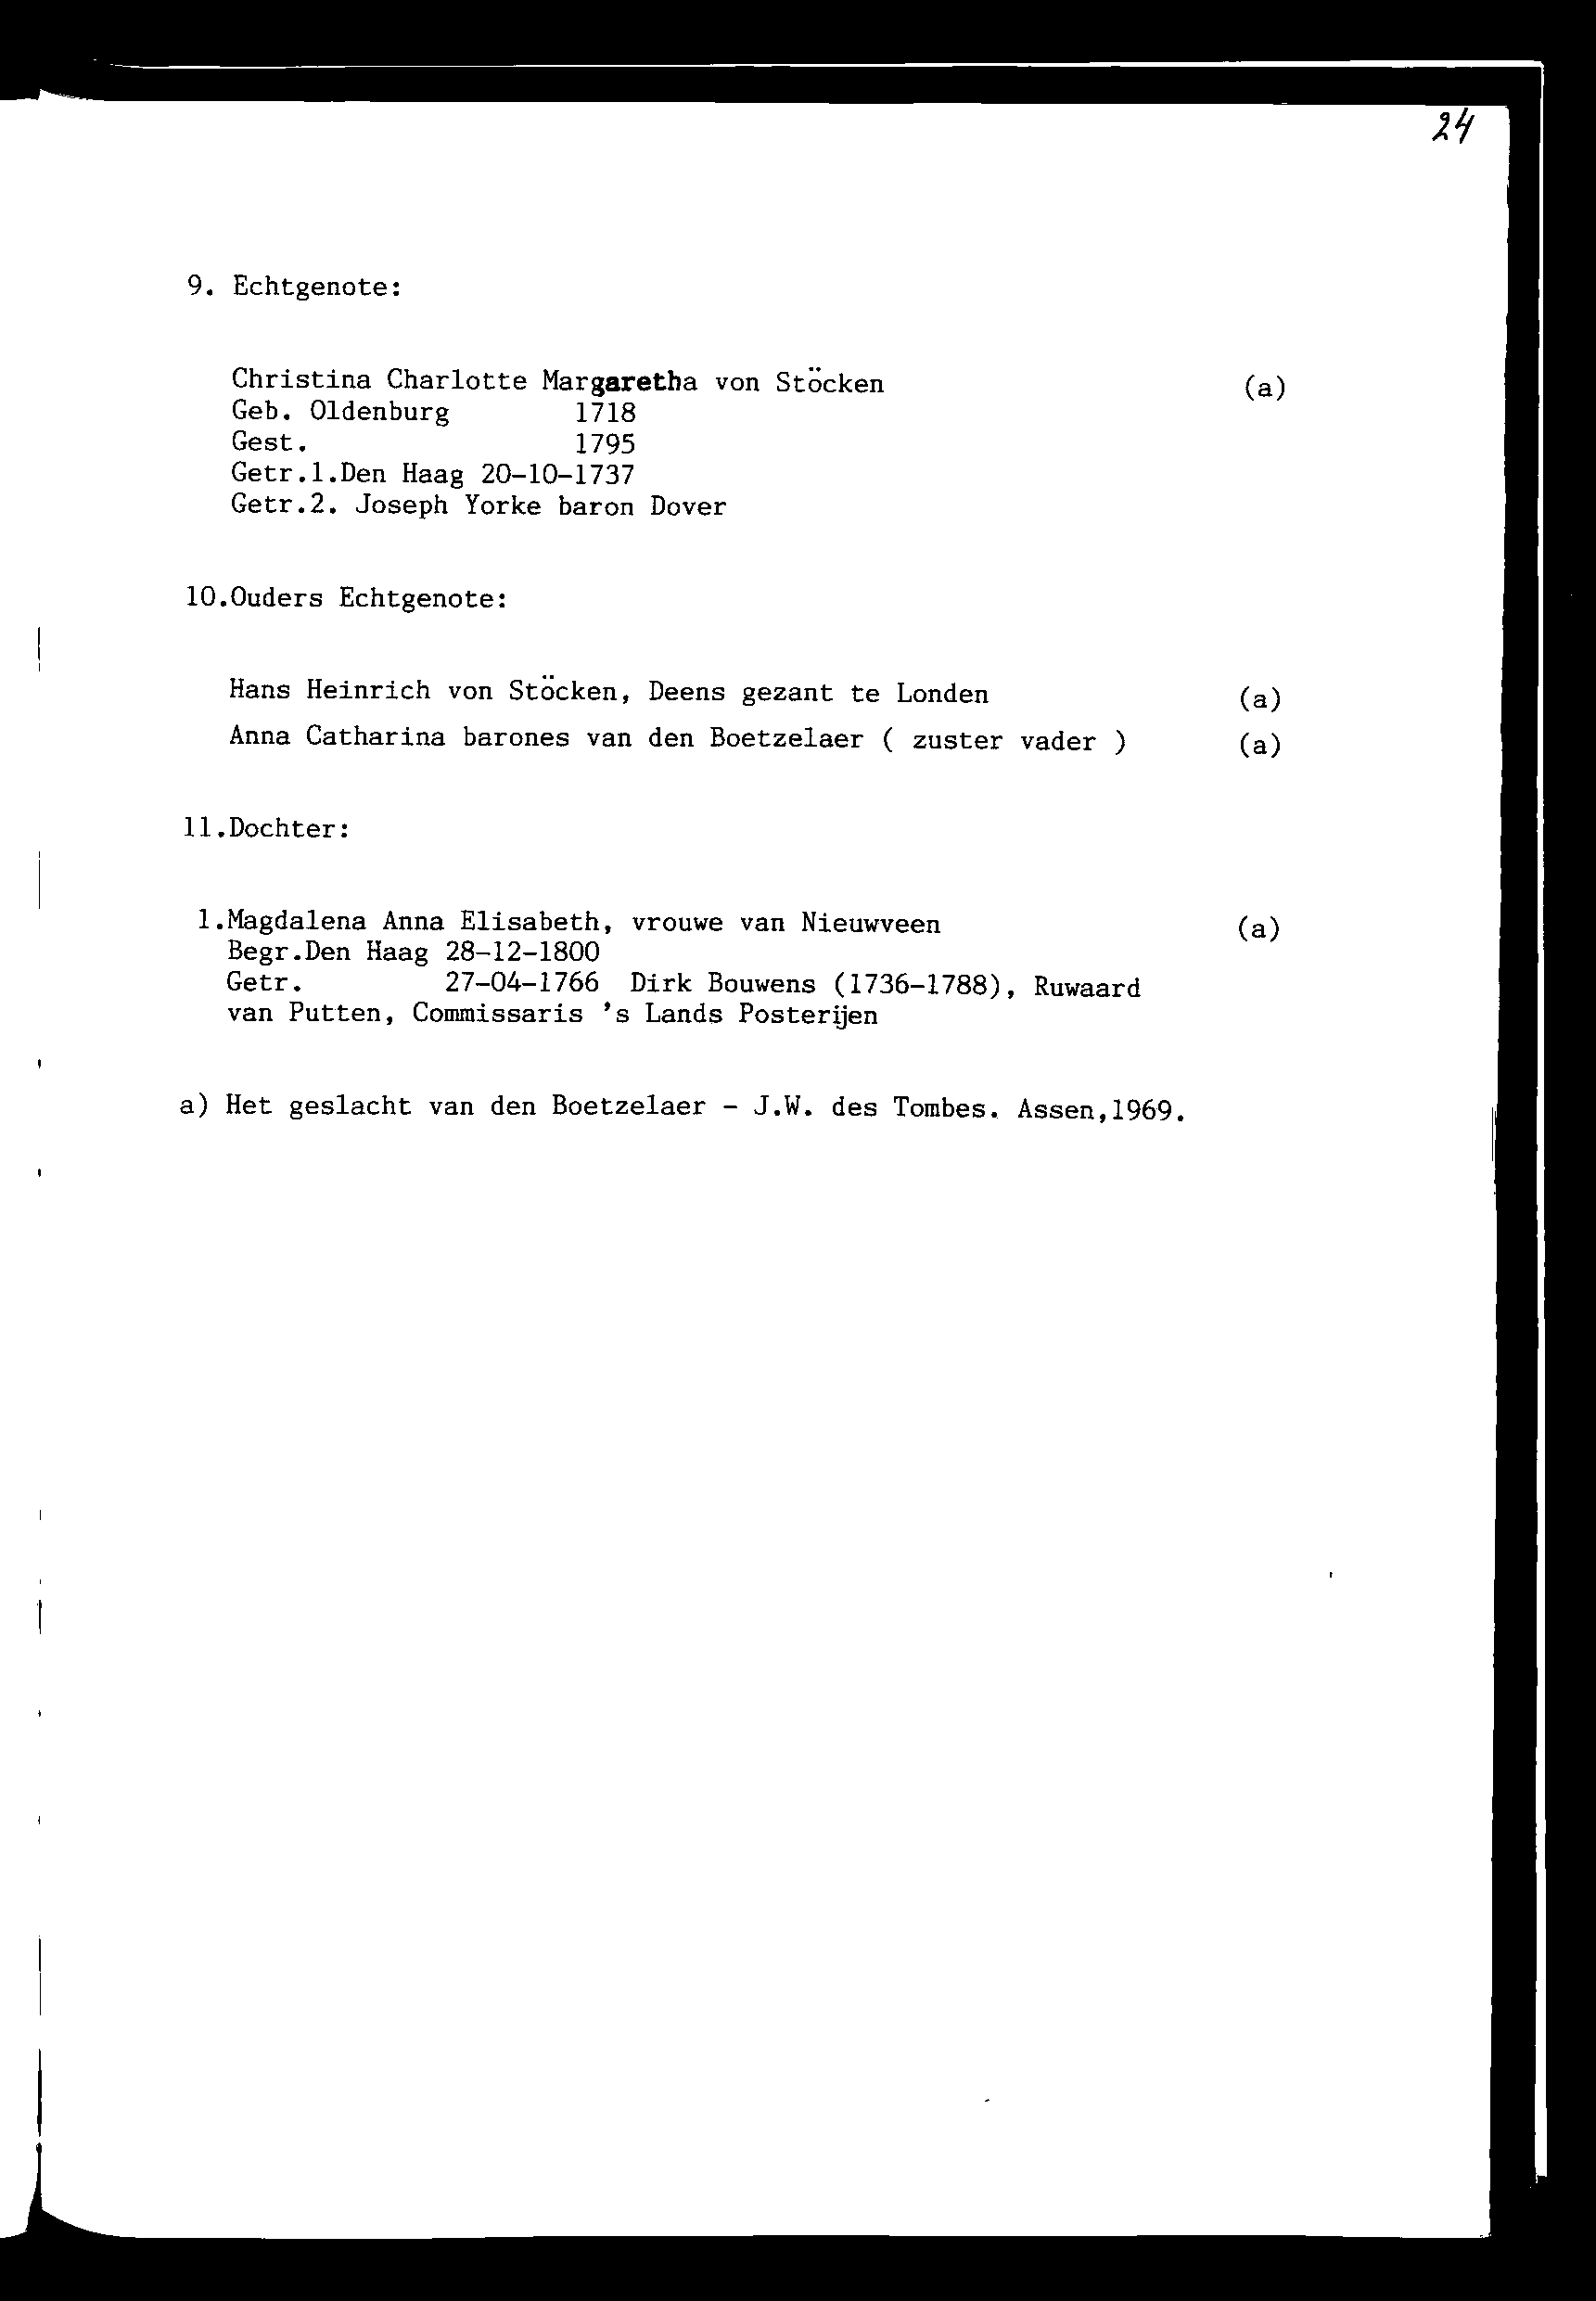 24
9. Echtgenote:
Christina Charlotte Margaretha von Stöcken (a)
Geb. Oldenburg 1718
Gest. 1795
Getr.1.Den Haag 20-10-1737
Getr.2. Joseph Yorke baron Dover
10.Ouders Echtgenote:
Hans Heinrich von Stöcken, Deens gezant te Londen (a)
Anna Catharina barones van den Boetzelaer ( zuster vader ) (a)
11.Dochter:
1.Magdalena Anna Elisabeth, vrouwe van Nieuwveen (a)
Begr.Den Haag 28-12-1800
Getr. 27-04-1766 Dirk Bouwens (1736-1788), Ruwaard
van Putten, Commissaris 's Lands Posterijen
a) Het geslacht van den Boetzelaer - J.W. des Tombes. Assen,1969.